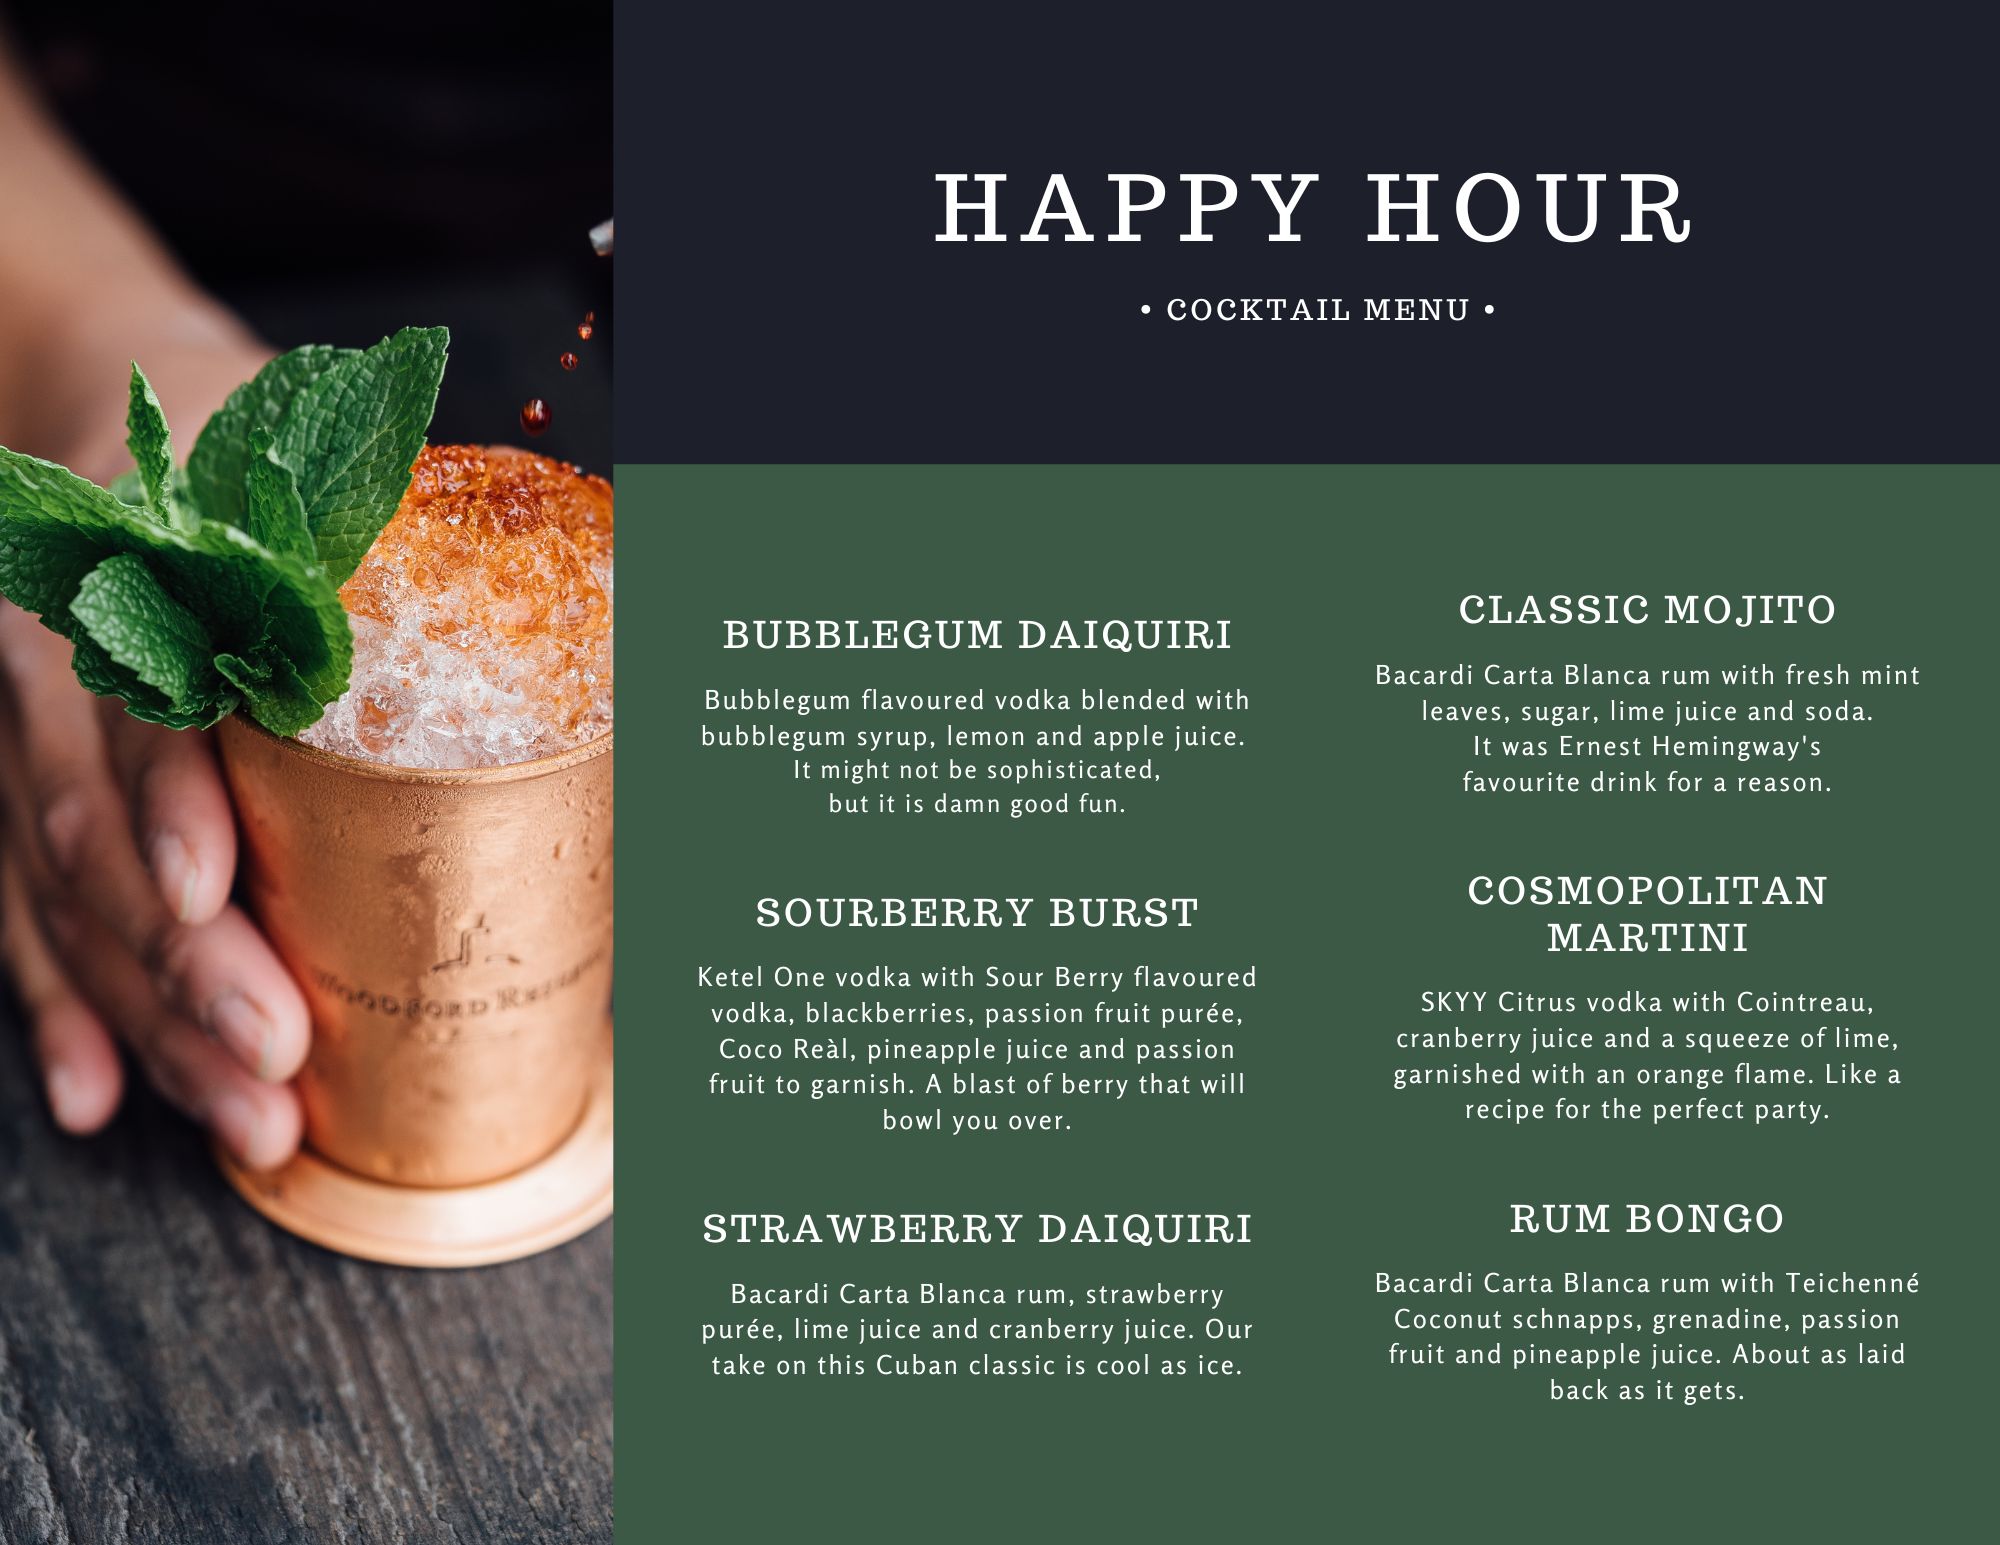 HAPPY HOUR
• COCKTAIL MENU •
BUBBLEGUM DAIQUIRI
Bubblegum flavoured vodka blended with
bubblegum syrup, lemon and apple juice.
It might not be sophisticated,
but it is damn good fun.
SOURBERRY BURST
Ketel One vodka with Sour Berry flavoured
vodka, blackberries, passion fruit purée,
Coco Reàl, pineapple juice and passion
fruit to garnish. A blast of berry that will
bowl you over.
STRAWBERRY DAIQUIRI
Bacardi Carta Blanca rum, strawberry
purée, lime juice and cranberry juice. Our
take on this Cuban classic is cool as ice.
CLASSIC MOJITO
Bacardi Carta Blanca rum with fresh mint
leaves, sugar, lime juice and soda.
It was Ernest Hemingway's
favourite drink for a reason.
COSMOPOLITAN
MARTINI
SKYY Citrus vodka with Cointreau,
cranberry juice and a squeeze of lime,
garnished with an orange flame. Like a
recipe for the perfect party.
RUM BONGO
Bacardi Carta Blanca rum with Teichenné
Coconut schnapps, grenadine, passion
fruit and pineapple juice. About as laid
back as it gets.
WOODFORD